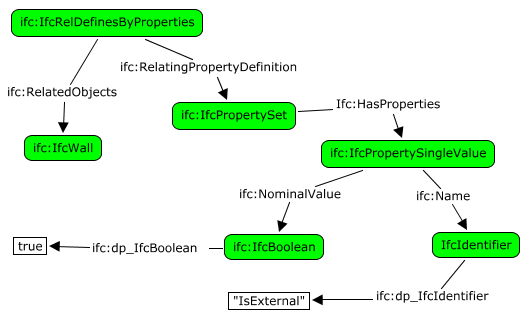 ifc:IfcRelDefinesByProperties
ifc:RelatingPropertyDefinition
ifc:RelatedObjects
ifc:IfcPropertySet
Ifc:HasProperties
ifc:IfcWall
ifc:IfcPropertySingleValue
ifc:NominalValue
ifc:Name
true
ifc:dp_IfcBoolean
ifc:IfcBoolean
IfcIdentifier
"IsExternal"
ifc:dp_IfcIdentifier